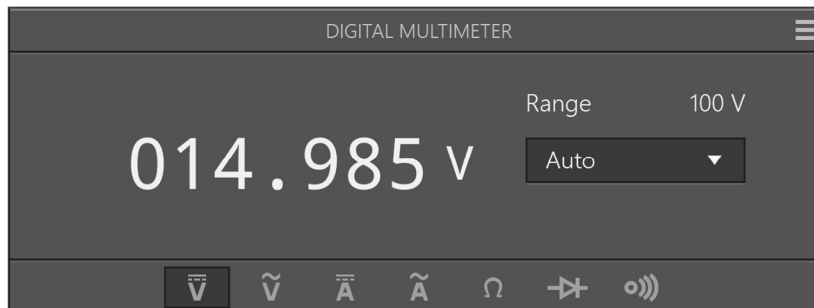 DIGITAL MULTIMETER
Range 100 V
014.985 V
Auto
V V A A Ω